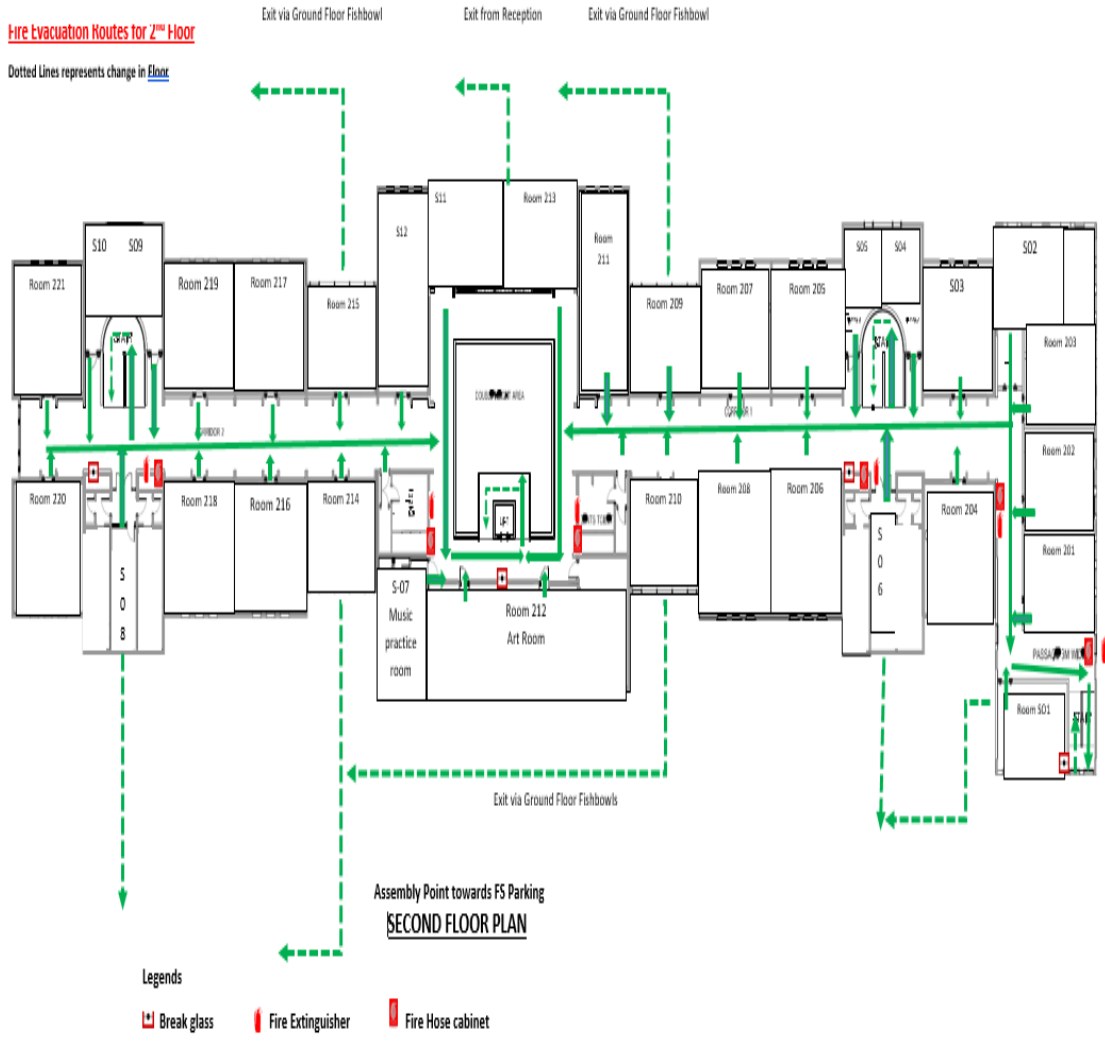 Exit via Ground Floor Fishbowl
Exit from Reception
Exit via Ground Floor Fishbowl
Fire Evacuation Routes for 2nd Floor
Dotted Lines represents change in Floor
S11
Room 213
S12
Room
211
S10
S09
S05
S04
S02
Room 221
Room 219
Room 217
Room 215
Room 209
Room 207
Room 205
S03
Room 203
CORRIDOR 2
CORRIDOR 1
Room 202
Room 220
Room 218
Room 216
Room 214
LIFT
Room 210
Room 208
Room 206
Room 204
S
0
6
Room 201
S
0
8
S-07
Music
practice
room
Room 212
Art Room
Room SO1
Exit via Ground Floor Fishbowls
Assembly Point towards FS Parking
SECOND FLOOR PLAN
Legends
Break glass
Fire Extinguisher
Fire Hose cabinet